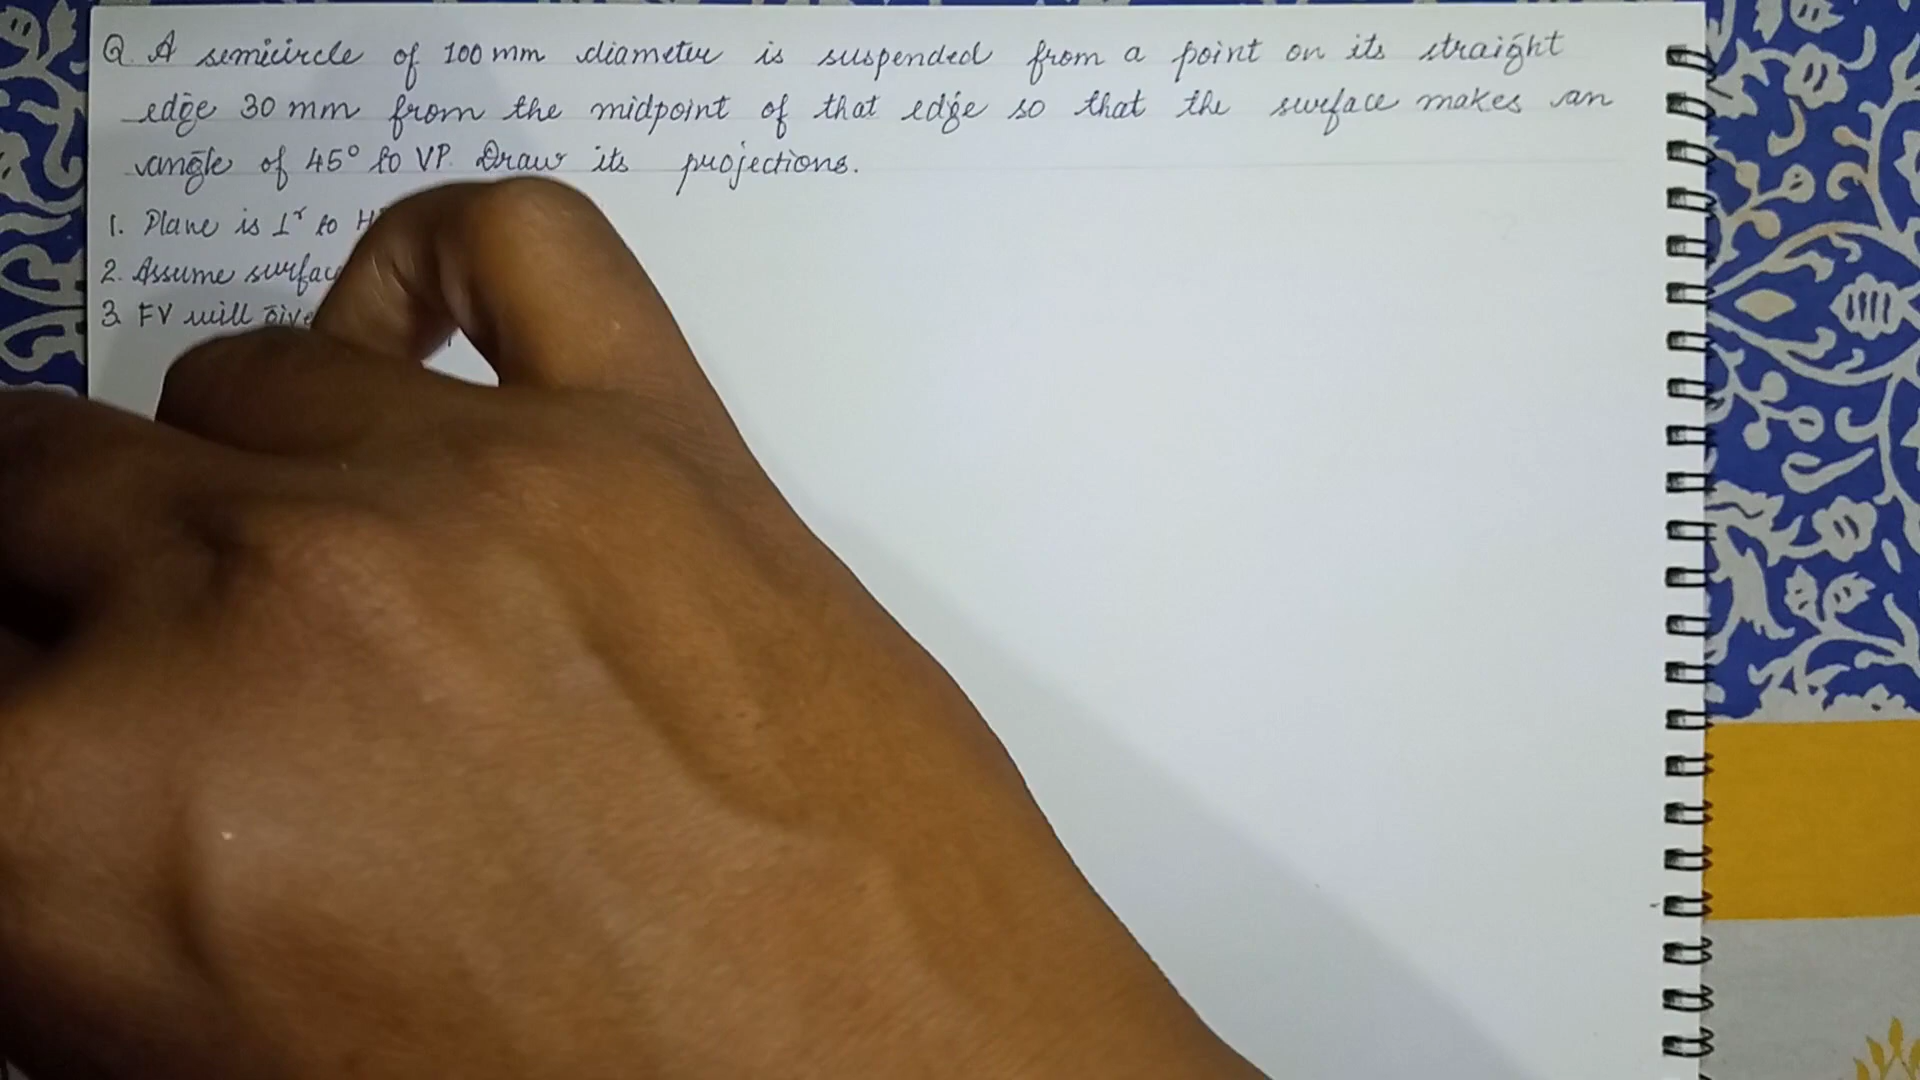 Q. A semicircle of 100 mm diameter is suspended from a point on its straight
edge 30 mm from the midpoint of that edge so that the surface makes an
angle of 45° to VP. Draw its projections.
1. Plane is ⊥r to
2. Assume
3. FV will give